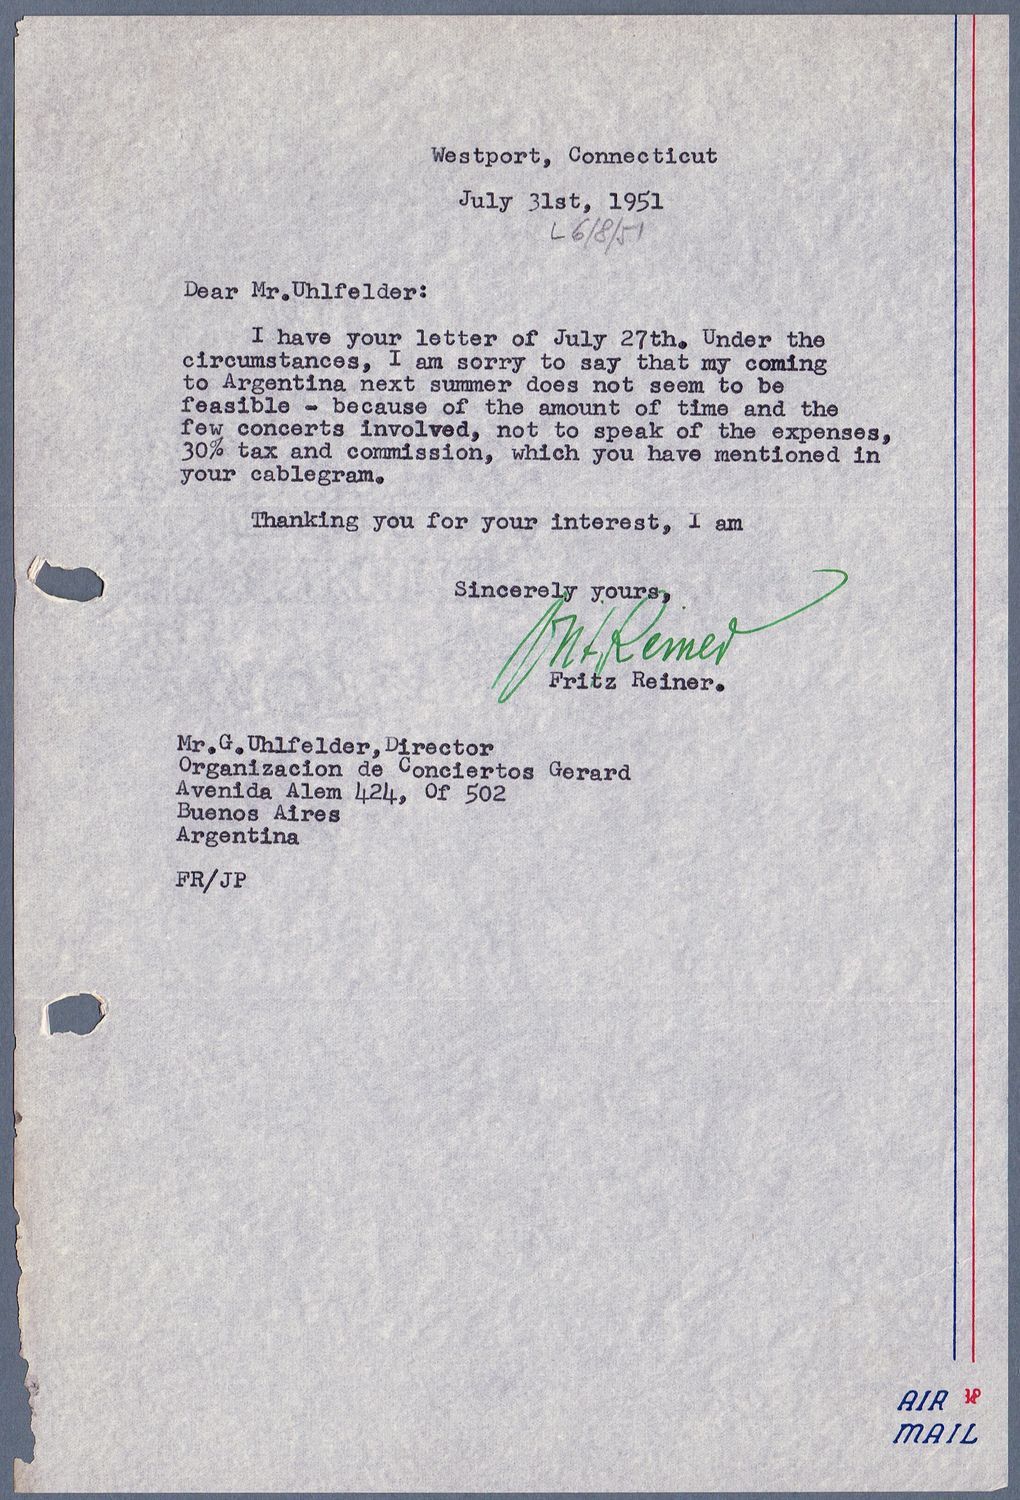 Westport, Connecticut
July 31st, 1951
L 6/8/51
Dear Mr.Uhlfelder:
I have your letter of July 27th. Under the
circumstances, I am sorry to say that my coming
to Argentina next summer does not seem to be
feasible - because of the amount of time and the
few concerts involved, not to speak of the expenses,
30% tax and commission, which you have mentioned in
your cablegram.
Thanking you for your interest, I am
Sincerely yours,
Fritz Reiner
Fritz Reiner.
Mr.G.Uhlfelder,Director
Organizacion de Conciertos Gerard
Avenida Alem 424, Of 502
Buenos Aires
Argentina
FR/JP
AIR
MAIL